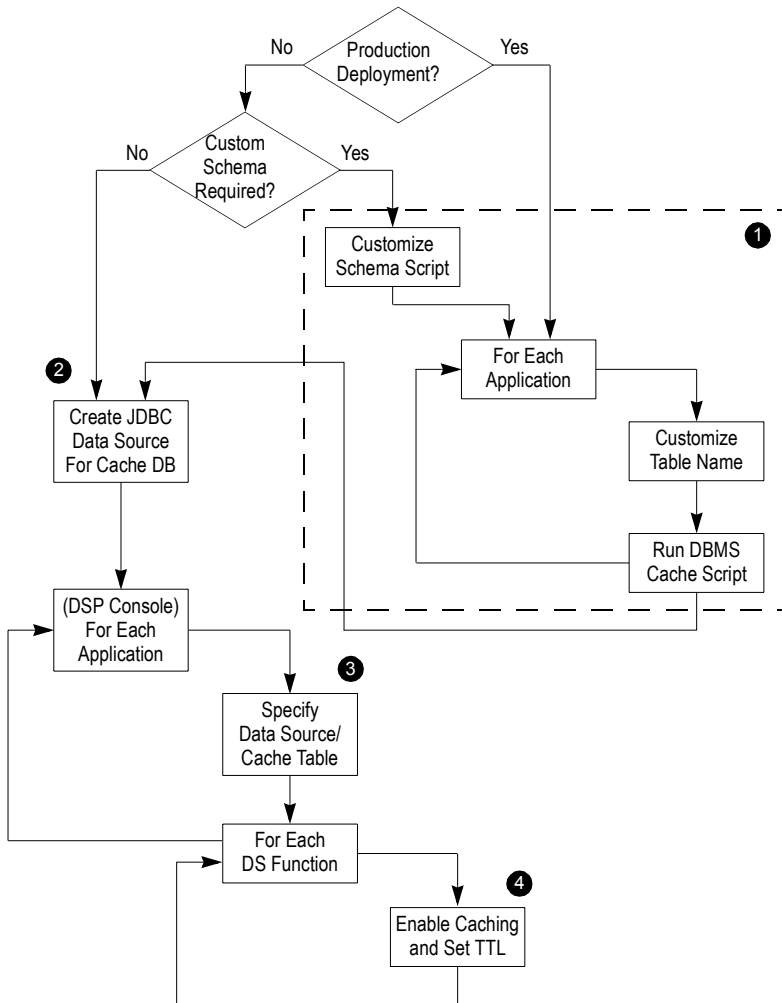 No
Production
Deployment?
Yes
No
Custom
Schema
Required?
Yes
1
Customize
Schema Script
For Each
Application
2
Create JDBC
Data Source
For Cache DB
Customize
Table Name
Run DBMS
Cache Script
(DSP Console)
For Each
Application
3
Specify
Data Source/
Cache Table
For Each
DS Function
4
Enable Caching
and Set TTL